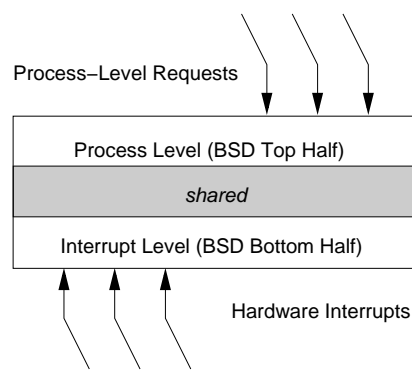 Process–Level Requests
Process Level (BSD Top Half)
shared
Interrupt Level (BSD Bottom Half)
Hardware Interrupts